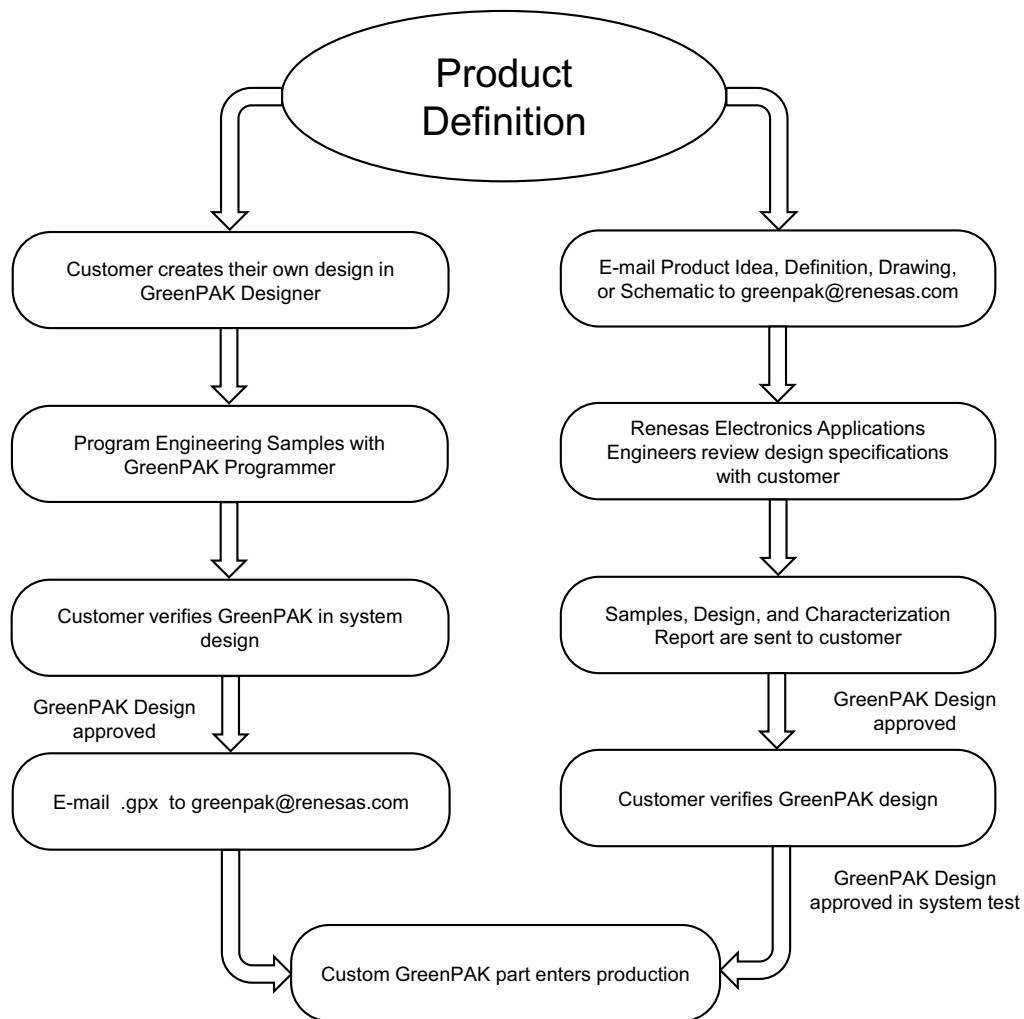 Product
Definition
Customer creates their own design in
GreenPAK Designer
Program Engineering Samples with
GreenPAK Programmer
Customer verifies GreenPAK in system
design
GreenPAK Design
approved
E-mail .gpx to greenpak@renesas.com
E-mail Product Idea, Definition, Drawing,
or Schematic to greenpak@renesas.com
Renesas Electronics Applications
Engineers review design specifications
with customer
Samples, Design, and Characterization
Report are sent to customer
GreenPAK Design
approved
Customer verifies GreenPAK design
GreenPAK Design
approved in system test
Custom GreenPAK part enters production